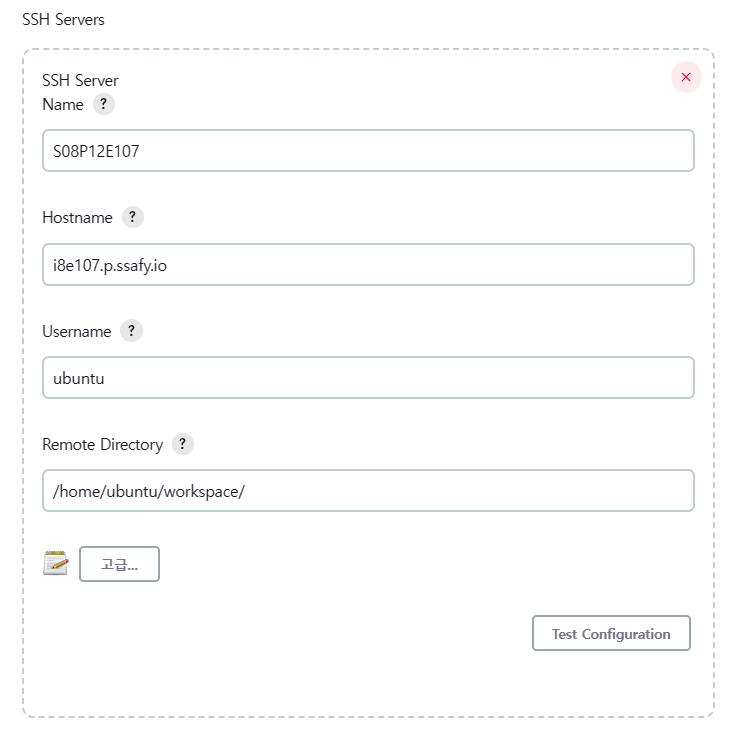 SSH Servers
SSH Server
Name ?
S08P12E107
Hostname ?
i8e107.p.ssafy.io
Username ?
ubuntu
Remote Directory ?
/home/ubuntu/workspace/
고급...
Test Configuration